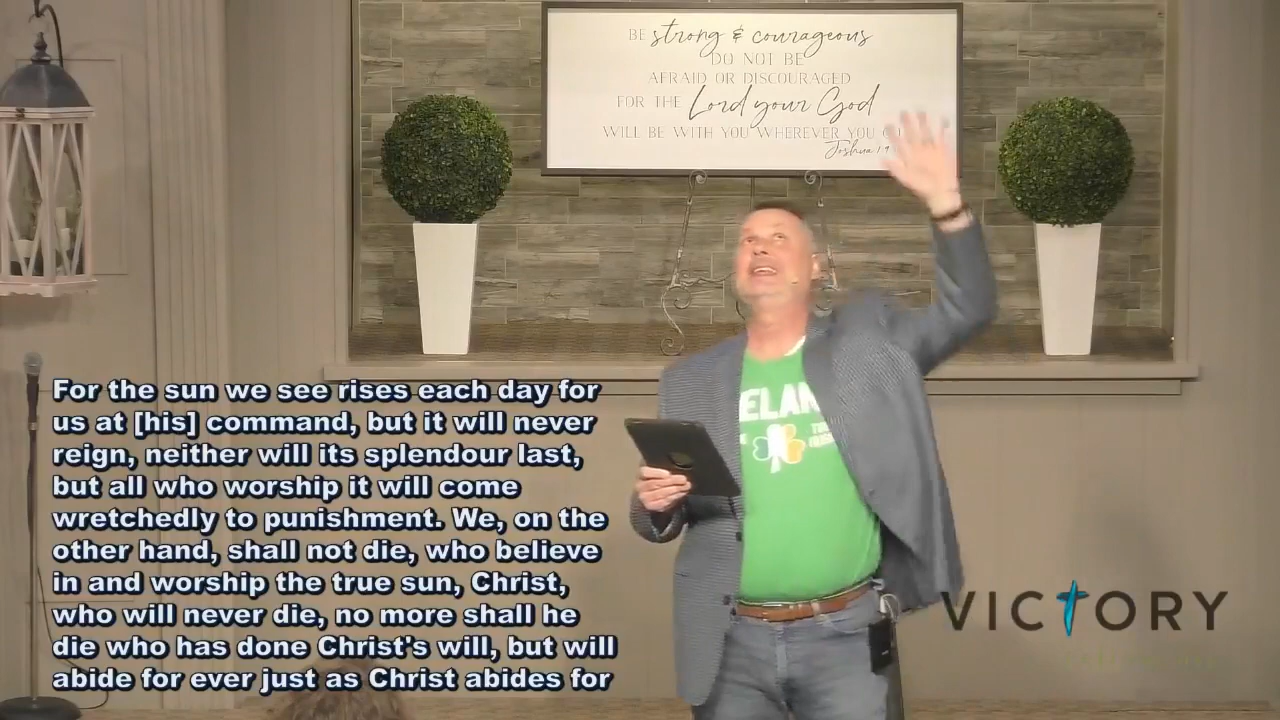 BE strong & courageous
DO NOT BE
AFRAID OR DISCOURAGED
FOR THE Lord your God
WILL BE WITH YOU WHEREVER YOU
Joshua 1:9
For the sun we see rises each day for
us at [his] command, but it will never
reign, neither will its splendour last,
but all who worship it will come
wretchedly to punishment. We, on the
other hand, shall not die, who believe
in and worship the true sun, Christ,
who will never die, no more shall he
die who has done Christ's will, but will
abide for ever just as Christ abides for
ELAN
VICTORY